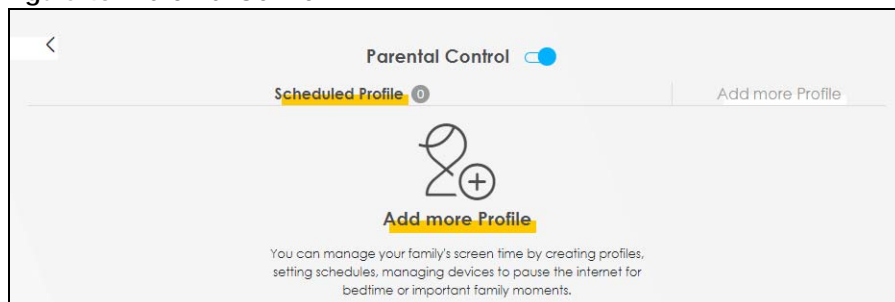 Parental Control
Scheduled Profile 0
Add more Profile
Add more Profile
You can manage your family's screen time by creating profiles,
setting schedules, managing devices to pause the internet for
bedtime or important family moments.